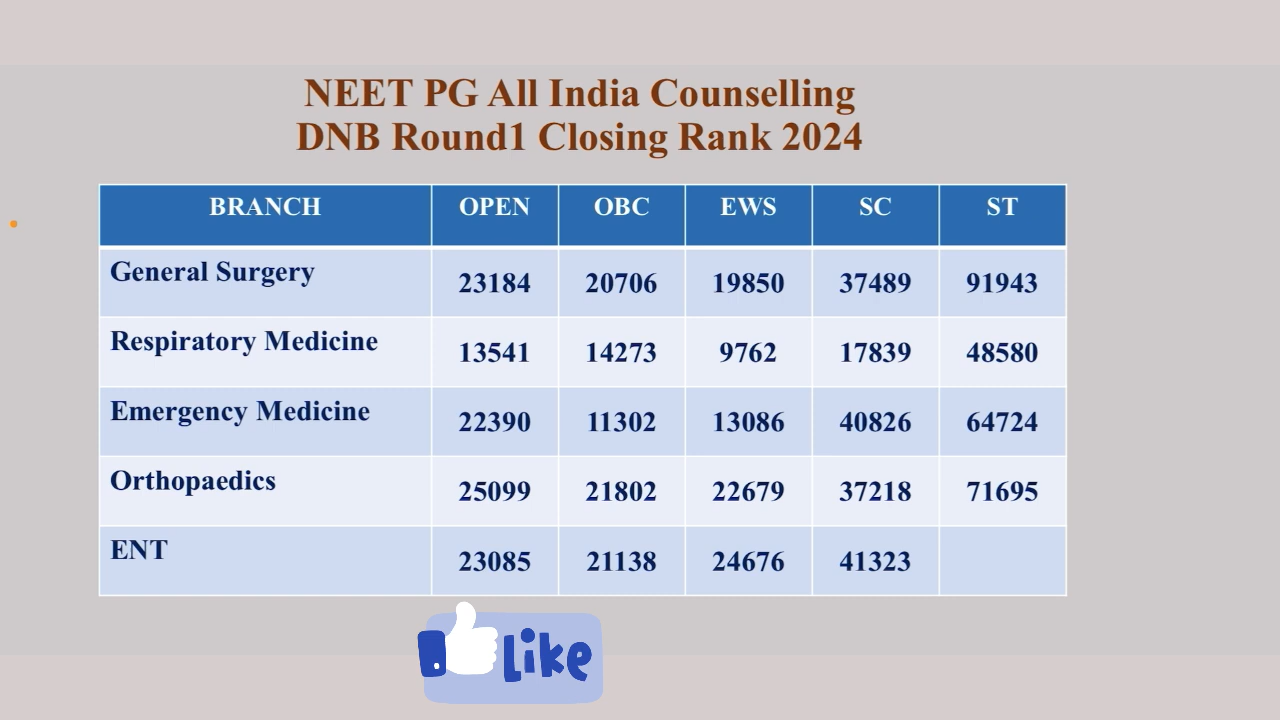 NEET PG All India Counselling
DNB Round1 Closing Rank 2024
BRANCH OPEN OBC EWS SC ST
General Surgery 23184 20706 19850 37489 91943
Respiratory Medicine 13541 14273 9762 17839 48580
Emergency Medicine 22390 11302 13086 40826 64724
Orthopaedics 25099 21802 22679 37218 71695
ENT 23085 21138 24676 41323
Like